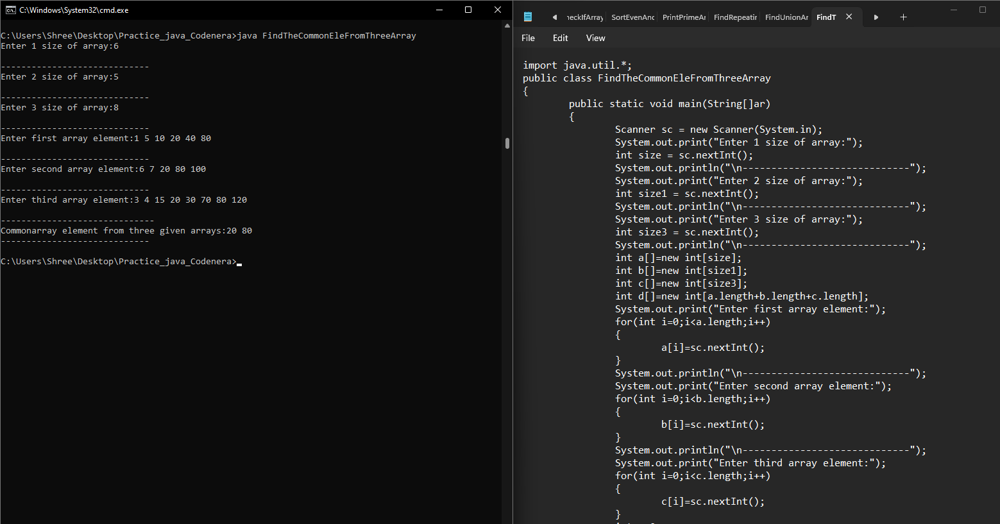 C:\Windows\System32\cmd.exe
C:\Users\Shree\Desktop\Practice_java_Codenera>java FindTheCommonEleFromThreeArray
Enter 1 size of array:6
-----------------------------
Enter 2 size of array:5
-----------------------------
Enter 3 size of array:8
-----------------------------
Enter first array element:1 5 10 20 40 80
-----------------------------
Enter second array element:6 7 20 80 100
-----------------------------
Enter third array element:3 4 15 20 30 70 80 120
------------------------------
Commonarray element from three given arrays:20 80
-----------------------------
C:\Users\Shree\Desktop\Practice_java_Codenera>
heckIfArray SortEvenAnd PrintPrimeAr FindRepeatin FindUnionAr FindT
File Edit View
import java.util.*;
public class FindTheCommonEleFromThreeArray
{
public static void main(String[]ar)
{
Scanner sc = new Scanner(System.in);
System.out.print("Enter 1 size of array:");
int size = sc.nextInt();
System.out.println("\n-----------------------------");
System.out.print("Enter 2 size of array:");
int size1 = sc.nextInt();
System.out.println("\n-----------------------------");
System.out.print("Enter 3 size of array:");
int size3 = sc.nextInt();
System.out.println("\n-----------------------------");
int a[]=new int[size];
int b[]=new int[size1];
int c[]=new int[size3];
int d[]=new int[a.length+b.length+c.length];
System.out.print("Enter first array element:");
for(int i=0;i<a.length;i++)
{
a[i]=sc.nextInt();
}
System.out.println("\n-----------------------------");
System.out.print("Enter second array element:");
for(int i=0;i<b.length;i++)
{
b[i]=sc.nextInt();
}
System.out.println("\n-----------------------------");
System.out.print("Enter third array element:");
for(int i=0;i<c.length;i++)
{
c[i]=sc.nextInt();
}